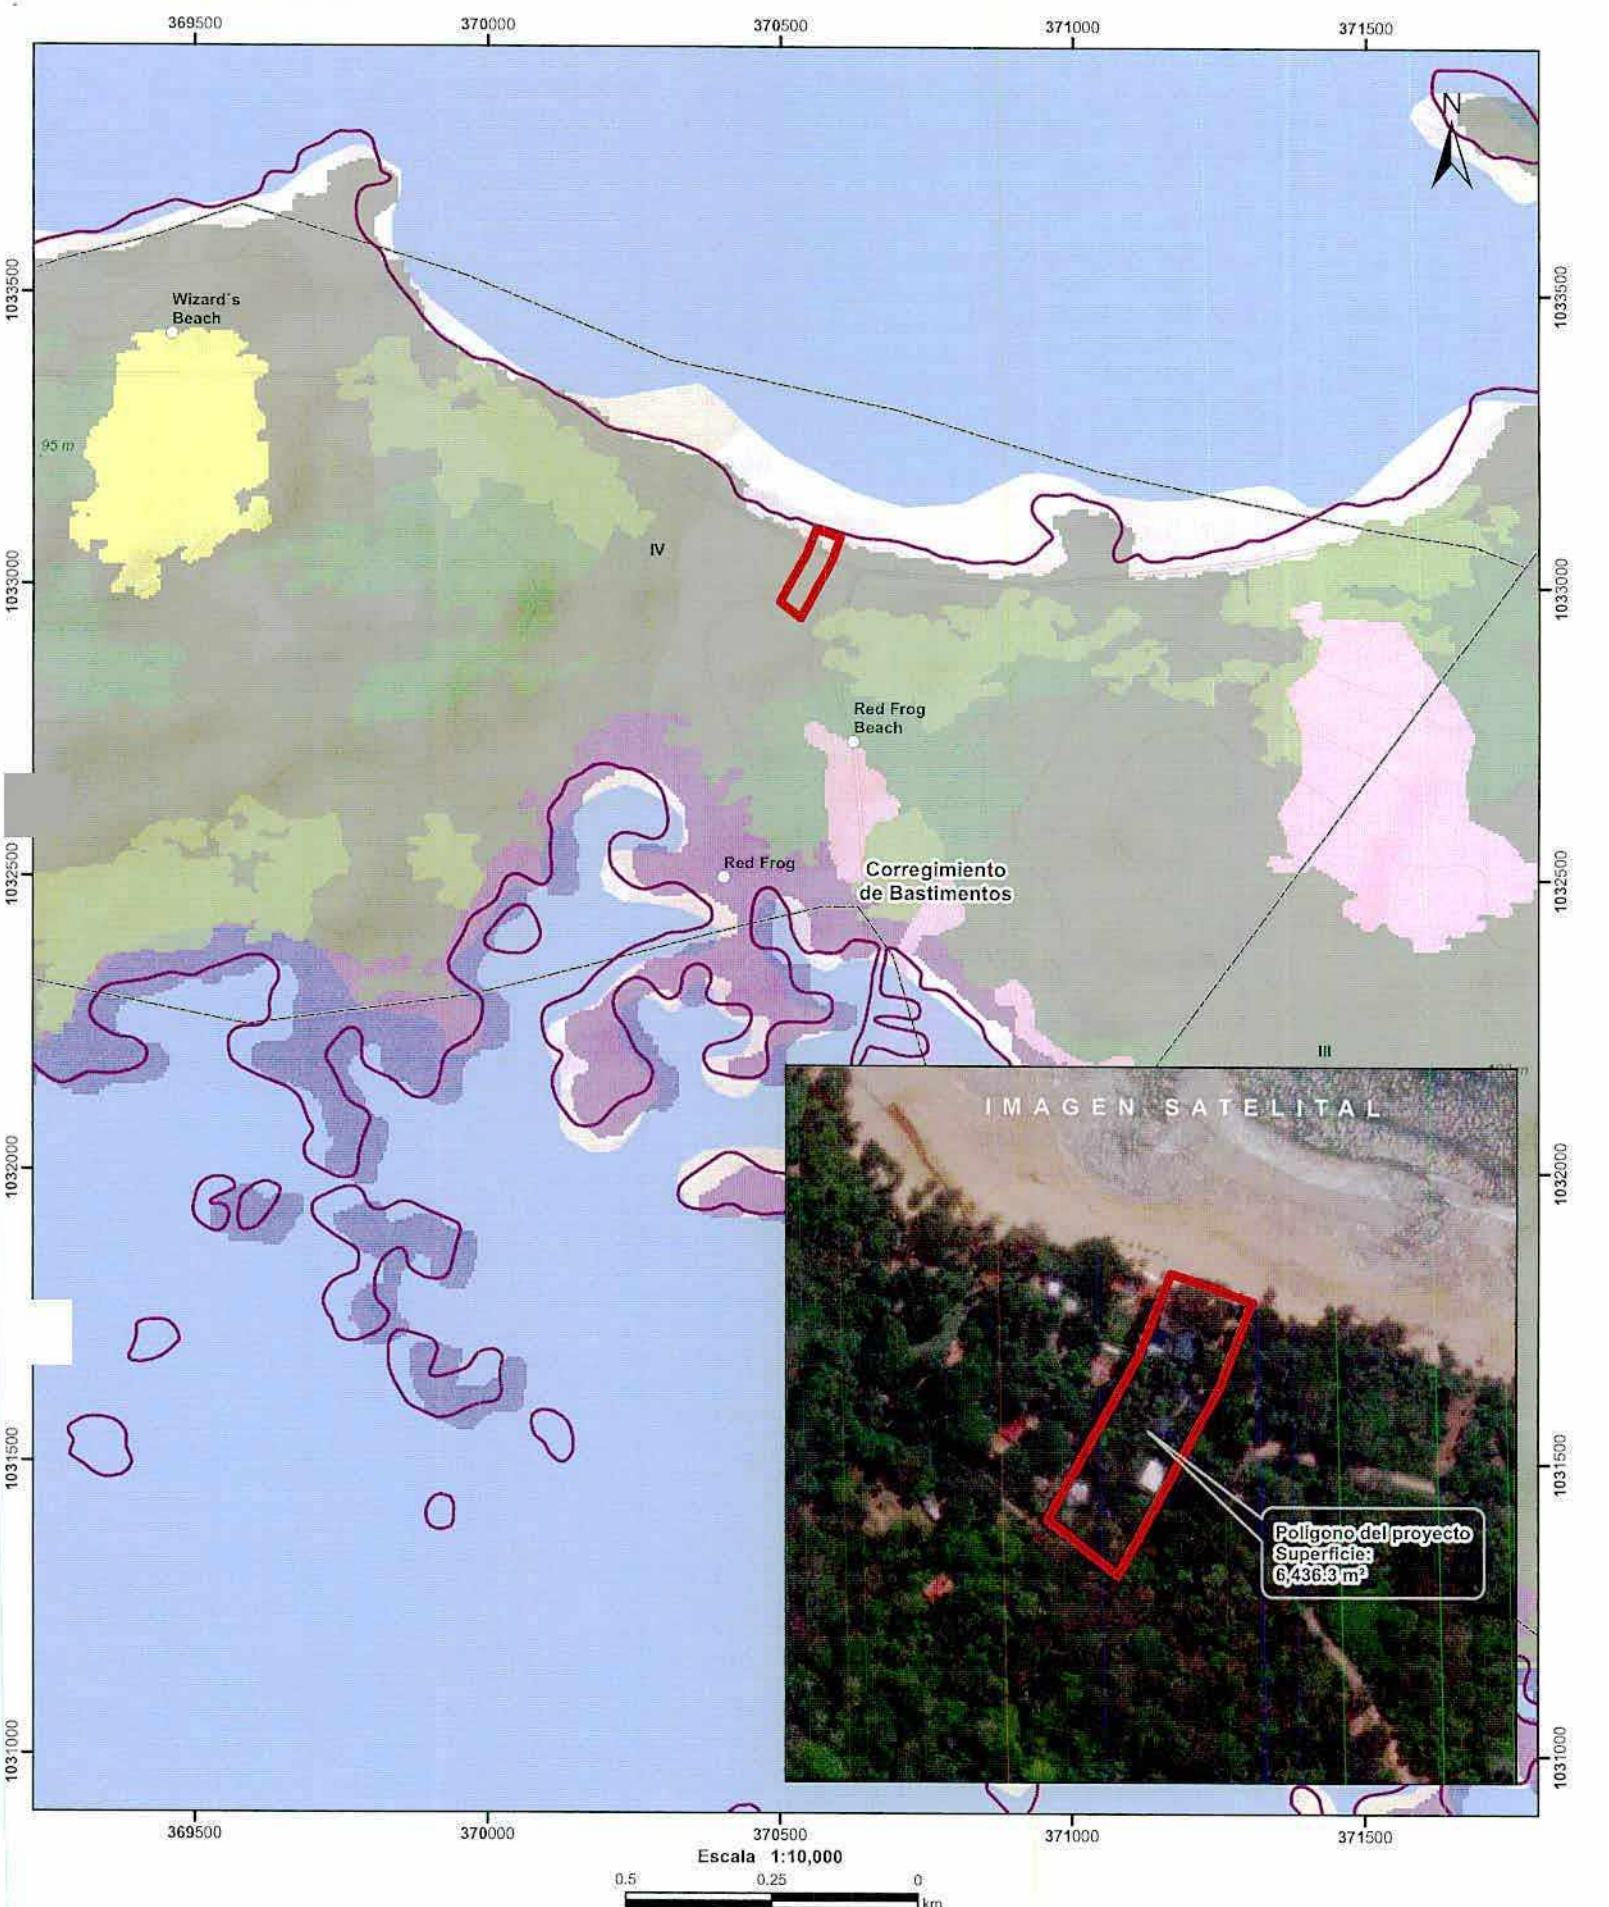 369500
370000
370500
371000
371500
N
1033500
1033500
Wizard´s
Beach
95 m
IV
1033000
1033000
Red Frog
Beach
Red Frog
1032500
1032500
Corregimiento
de Bastimentos
III
IMAGEN SATELITAL
1032000
1032000
1031500
1031500
Polígono del proyecto
Superficie:
6,436.3 m²
1031000
1031000
369500
370000
370500
371000
371500
Escala 1:10,000
0.5
0.25
0
km